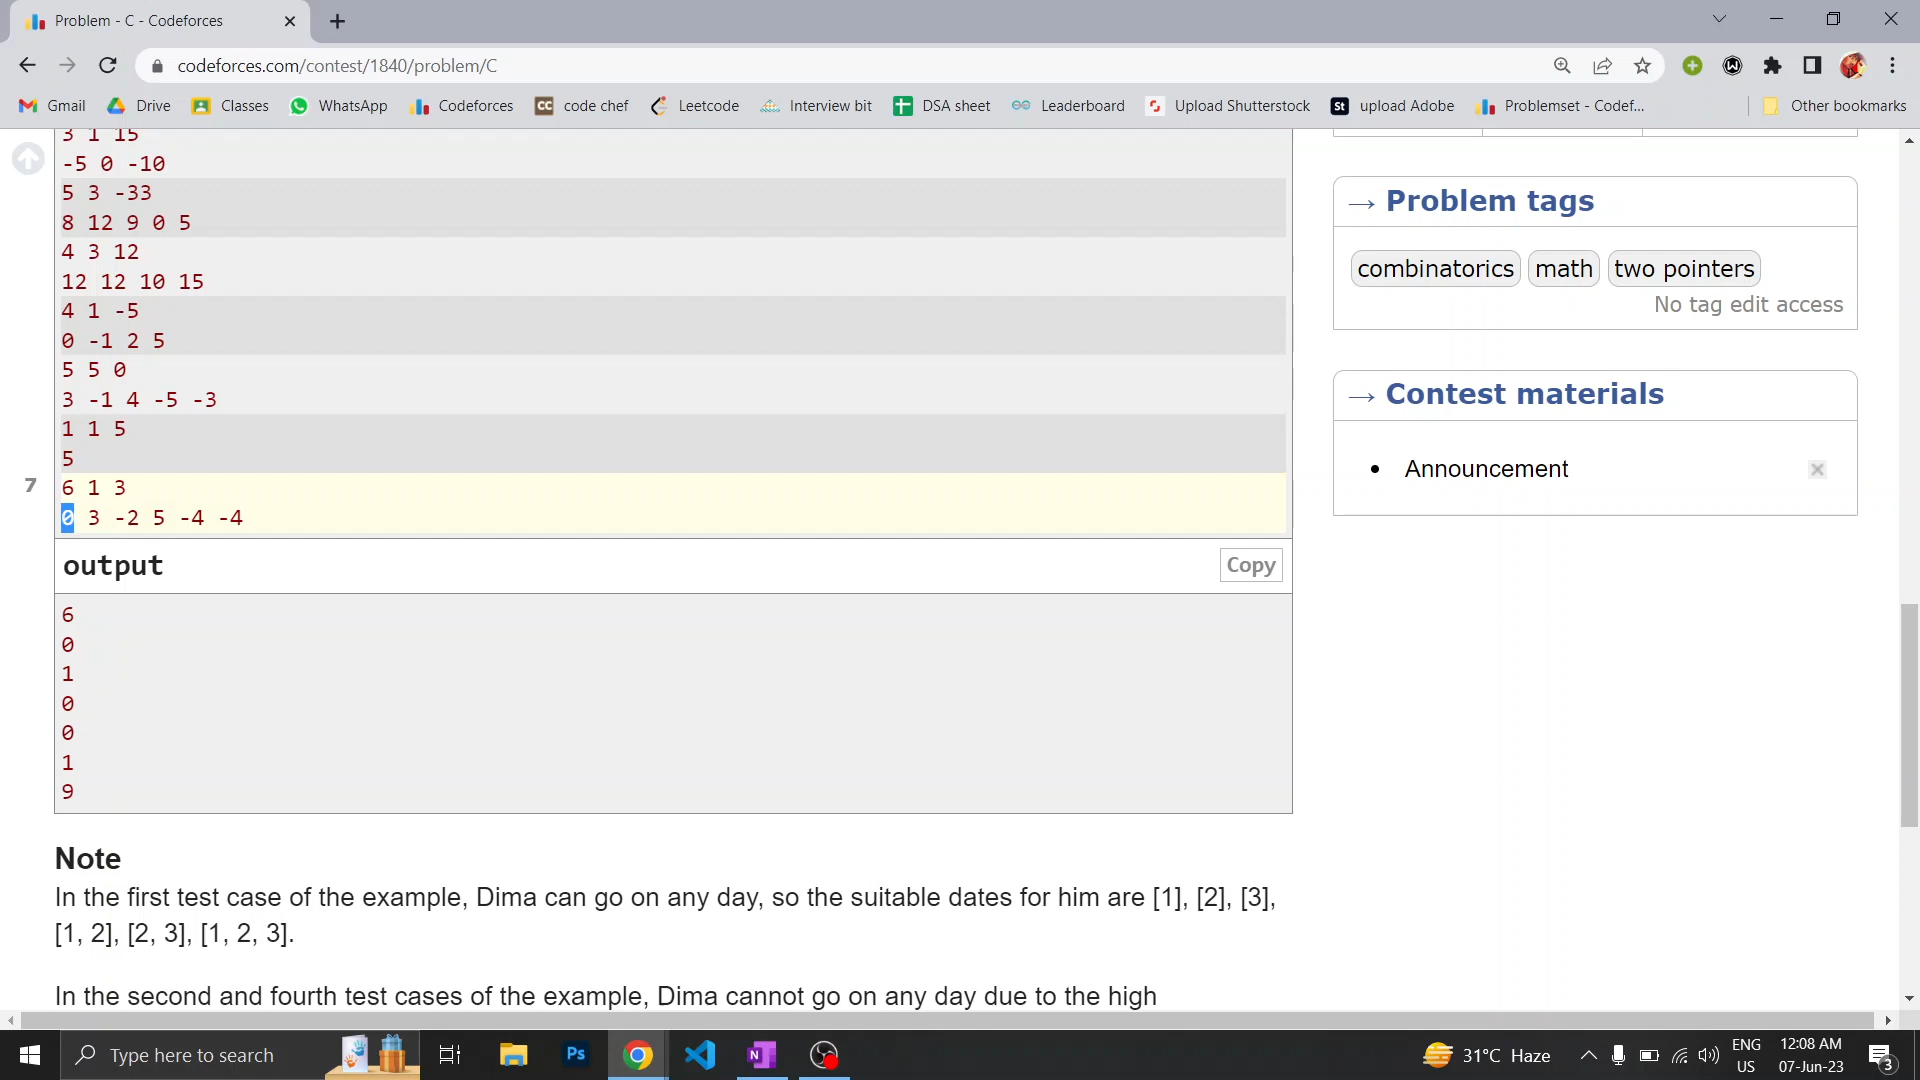 Problem - C - Codeforces
codeforces.com/contest/1840/problem/C
Gmail Drive Classes WhatsApp Codeforces code chef Leetcode Interview bit DSA sheet Leaderboard Upload Shutterstock upload Adobe Problemset - Codef... Other bookmarks
3 1 15
-5 0 -10
5 3 -33
8 12 9 0 5
4 3 12
12 12 10 15
4 1 -5
0 -1 2 5
5 5 0
3 -1 4 -5 -3
1 1 5
5
7
6 1 3
0 3 -2 5 -4 -4
output
Copy
6
0
1
0
0
1
9
Note
In the first test case of the example, Dima can go on any day, so the suitable dates for him are [1], [2], [3],
[1, 2], [2, 3], [1, 2, 3].
In the second and fourth test cases of the example, Dima cannot go on any day due to the high
→ Problem tags
combinatorics math two pointers
No tag edit access
→ Contest materials
Announcement
Type here to search
Ps
N
31°C Haze
ENG
US
12:08 AM
07-Jun-23
3